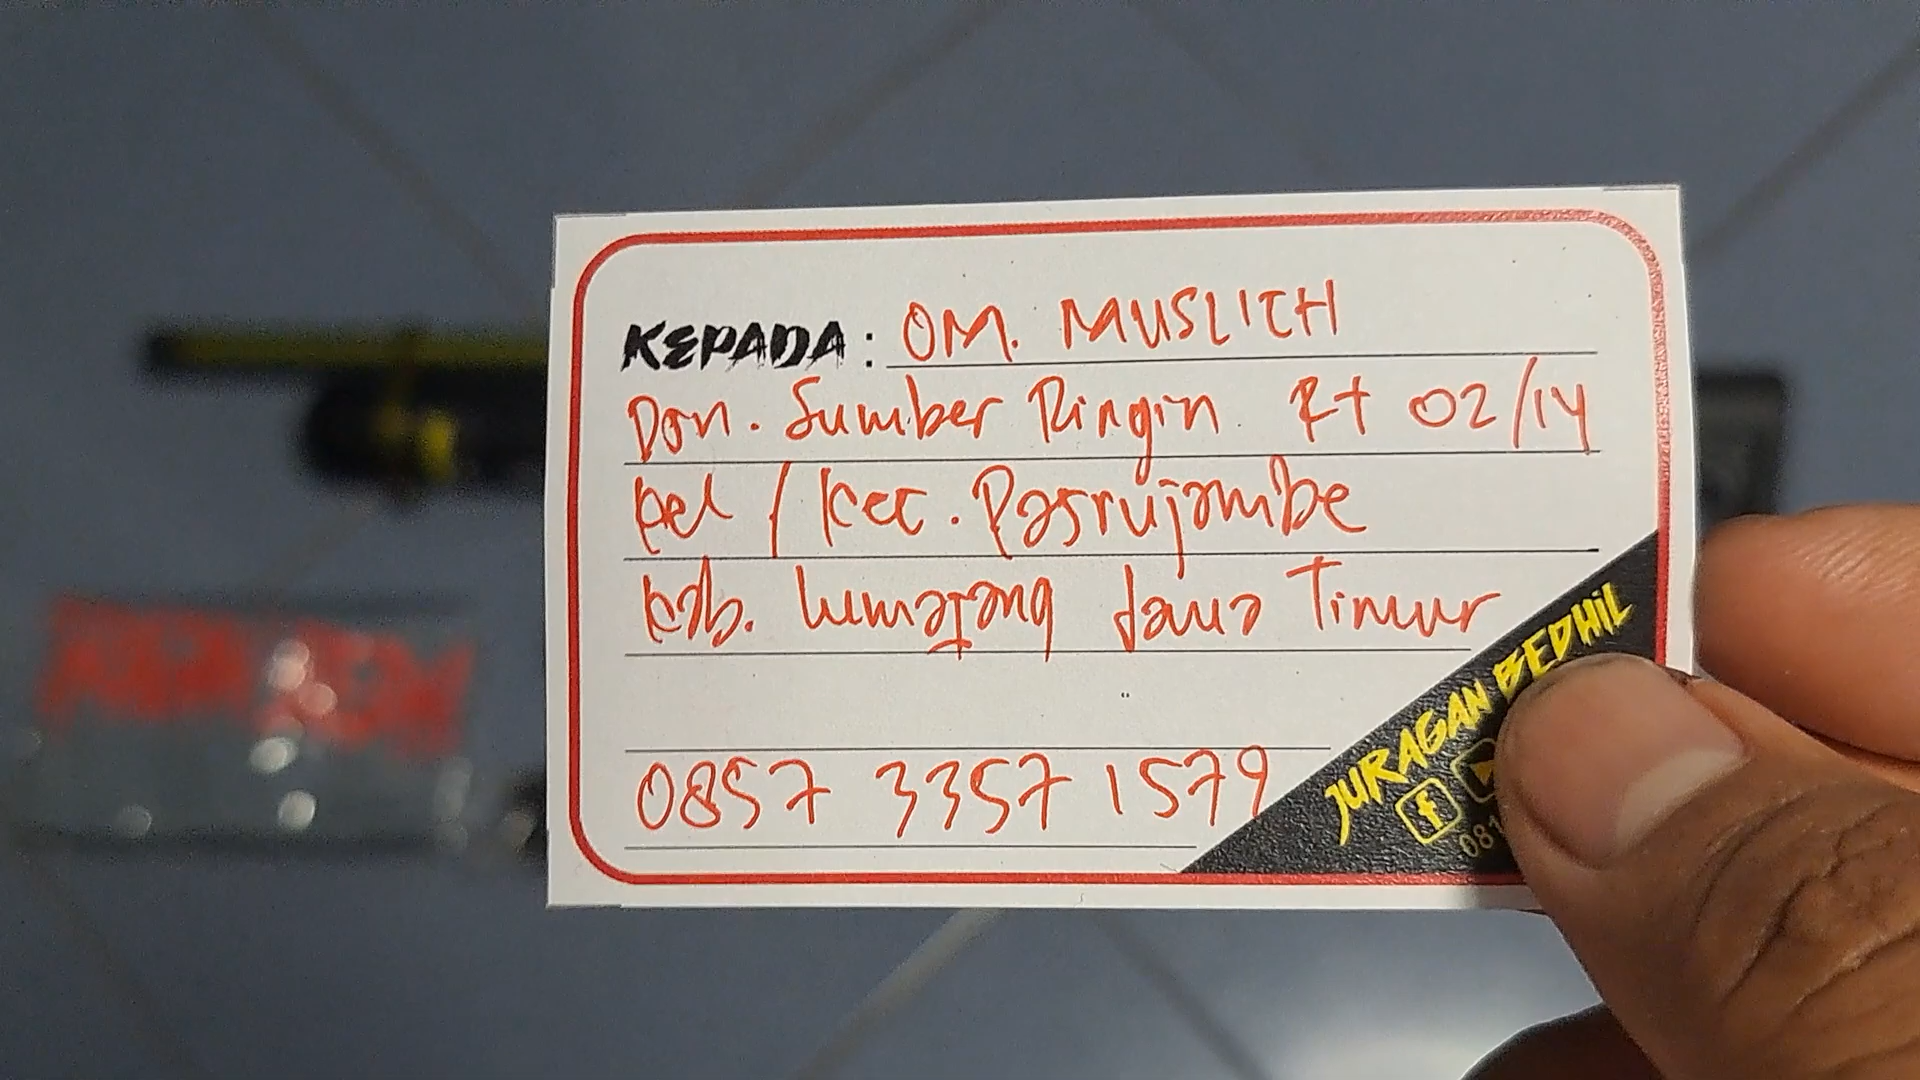 KEPADA: OM. MUSLICH
Dsn. Sumber Ringin Rt 02/14
Kel / Kec. Pasrujambe
Kab. Lumajang Jawa Timur
0857 3357 1579
JURAGAN BEDHIL
081